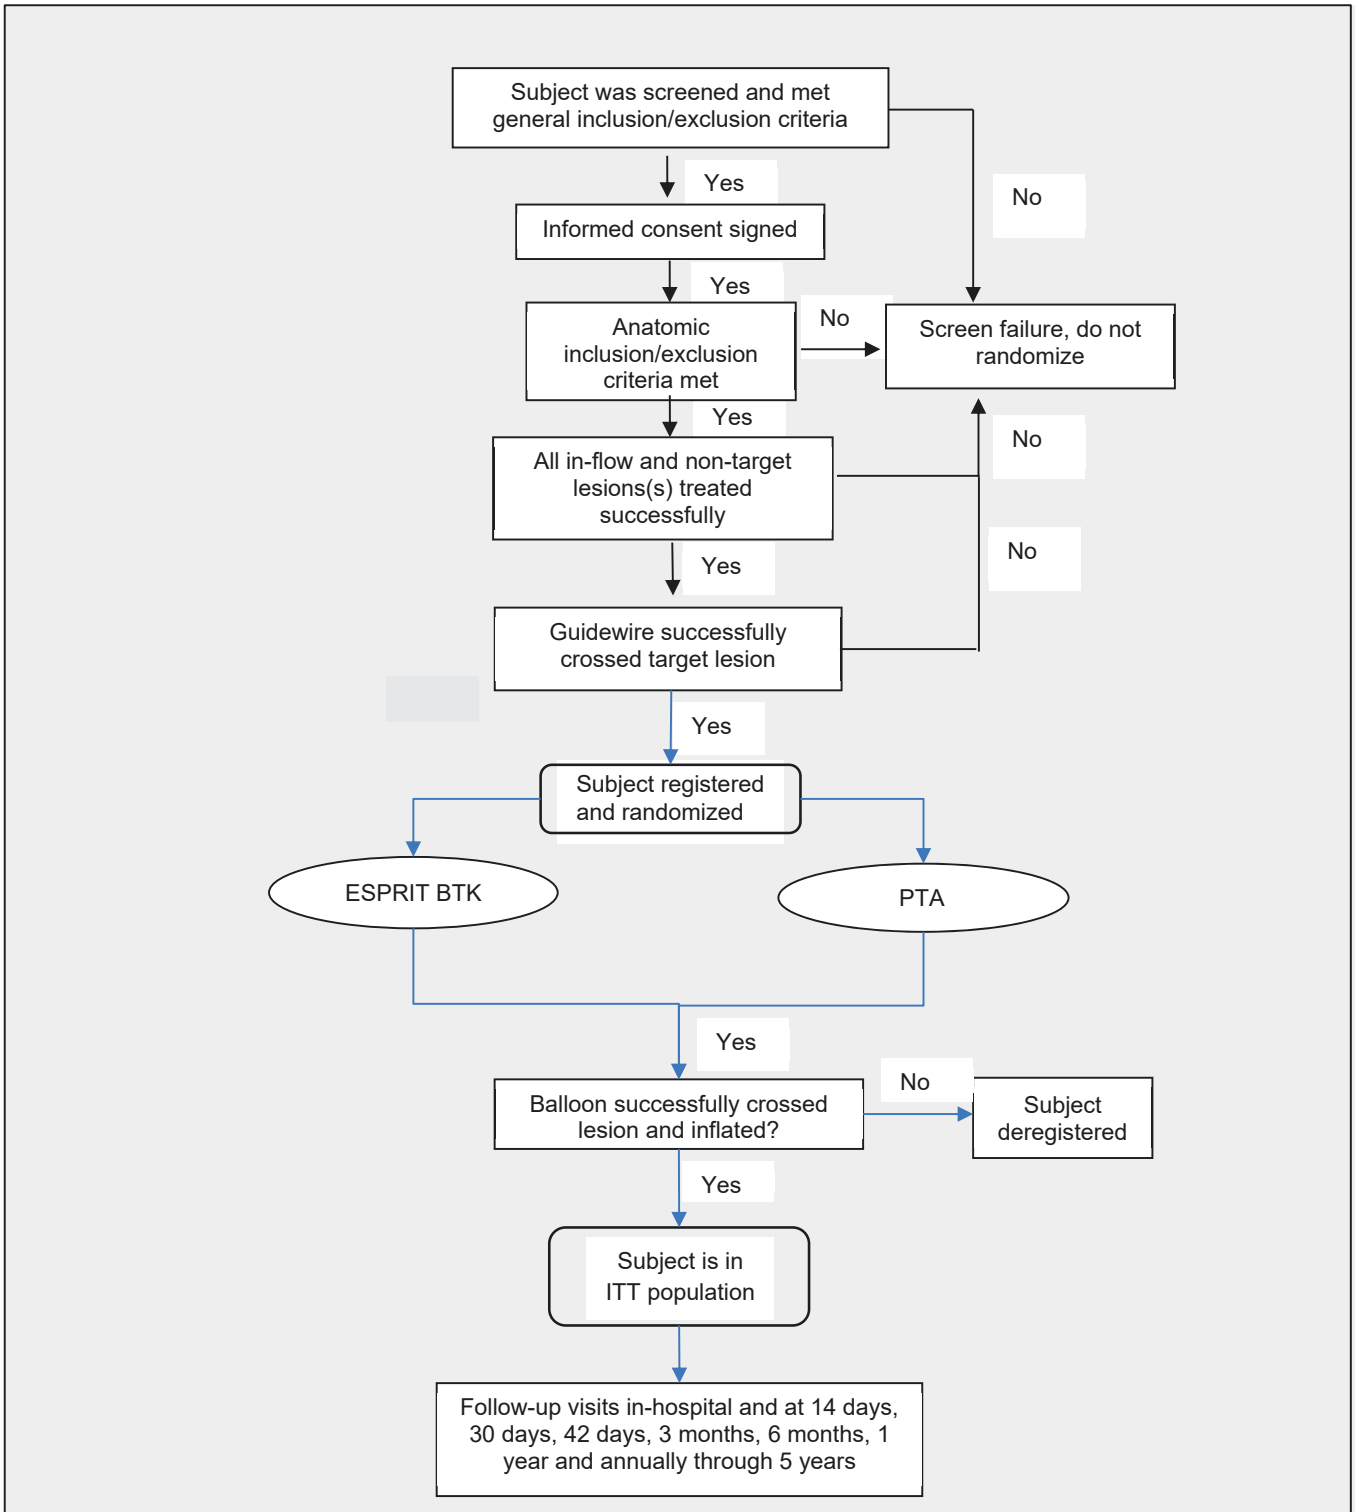 Subject was screened and met
general inclusion/exclusion criteria
Yes
No
Informed consent signed
Yes
Anatomic
inclusion/exclusion
criteria met
No
Screen failure, do not
randomize
Yes
No
All in-flow and non-target
lesions(s) treated
successfully
No
Yes
Guidewire successfully
crossed target lesion
Yes
Subject registered
and randomized
ESPRIT BTK
PTA
Yes
Balloon successfully crossed
lesion and inflated?
No
Subject
deregistered
Yes
Subject is in
ITT population
Follow-up visits in-hospital and at 14 days,
30 days, 42 days, 3 months, 6 months, 1
year and annually through 5 years